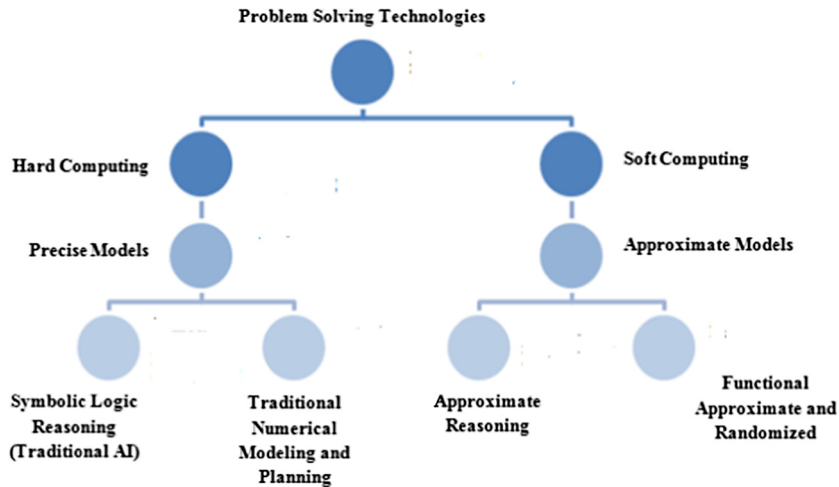 Problem Solving Technologies
Hard Computing
Soft Computing
Precise Models
Approximate Models
Symbolic Logic
Reasoning
(Traditional AI)
Traditional
Numerical
Modeling and
Planning
Approximate
Reasoning
Functional
Approximate and
Randomized